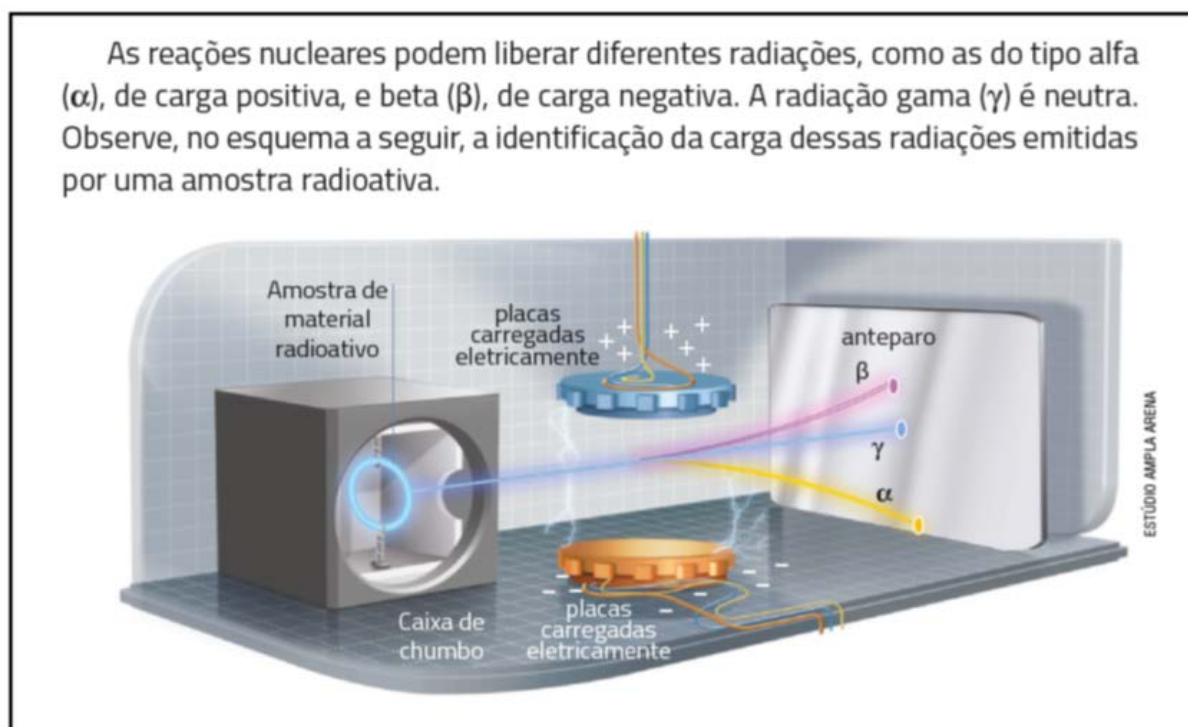 As reações nucleares podem liberar diferentes radiações, como as do tipo alfa
(α), de carga positiva, e beta (β), de carga negativa. A radiação gama (γ) é neutra.
Observe, no esquema a seguir, a identificação da carga dessas radiações emitidas
por uma amostra radioativa.
Amostra de
material
radioativo
placas
carregadas
eletricamente
+ + + + + + + +
anteparo
β
γ
α
Caixa de
chumbo
− − − − − − −
placas
carregadas
eletricamente
ESTÚDIO AMPLA ARENA